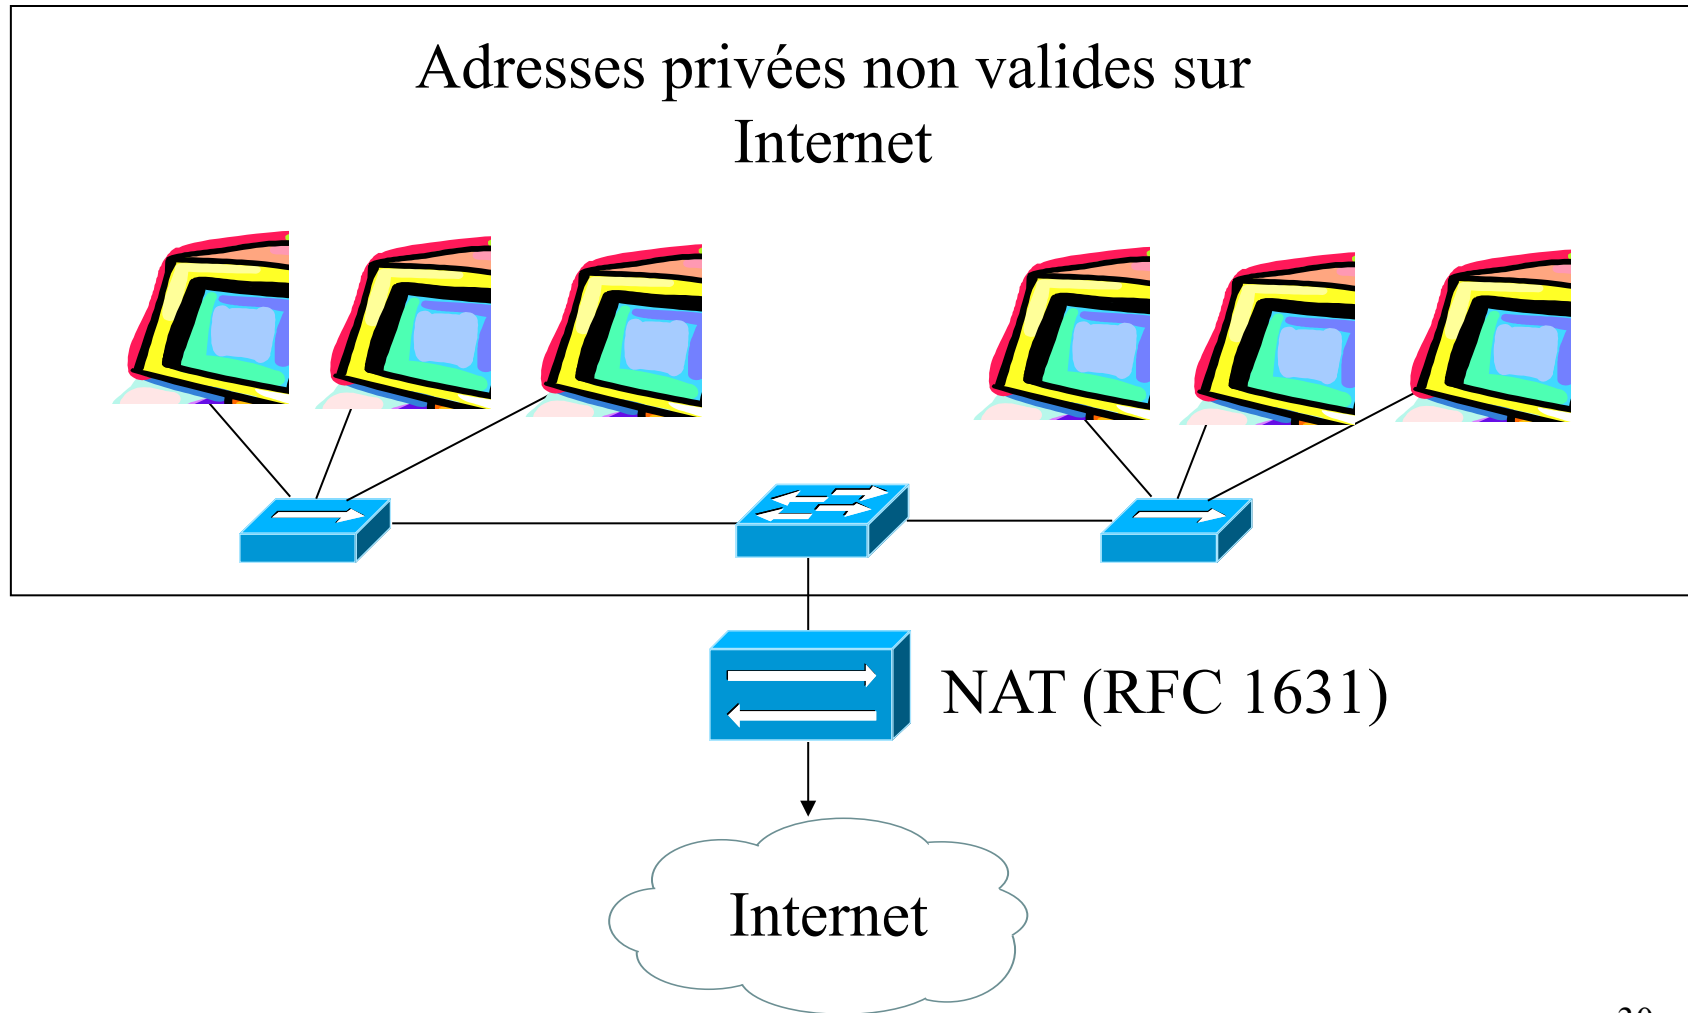 Adresses privées non valides sur
Internet
NAT (RFC 1631)
Internet